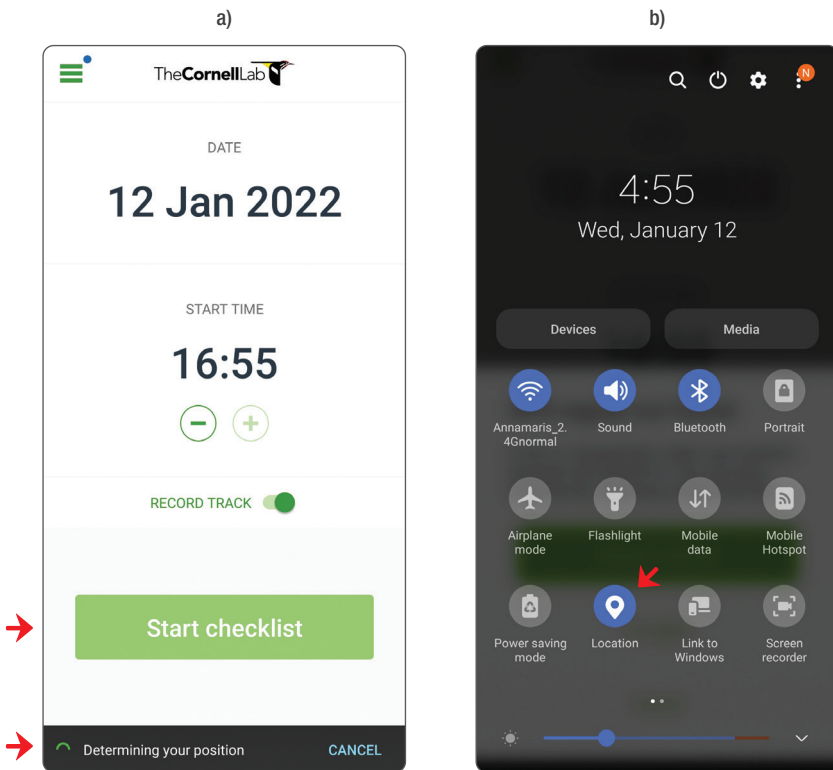 a)
TheCornellLab
DATE
12 Jan 2022
START TIME
16:55
RECORD TRACK
Start checklist
Determining your position CANCEL
b)
N
4:55
Wed, January 12
Devices Media
Annamaris_2.
4Gnormal
Sound
Bluetooth
Portrait
Airplane
mode
Flashlight
Mobile
data
Mobile
Hotspot
Power saving
mode
Location
Link to
Windows
Screen
recorder